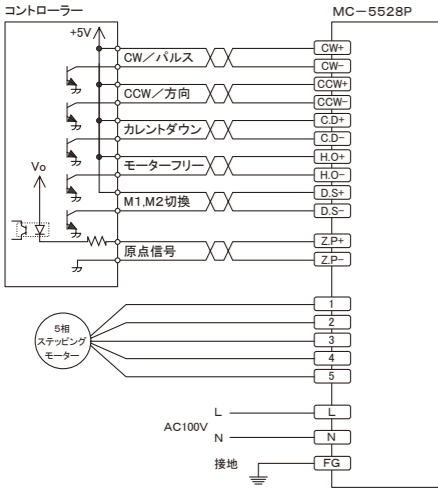 コントローラー
MC-5528P
+5V
CW／パルス
CW+
CW-
CCW／方向
CCW+
CCW-
カレントダウン
C.D+
C.D-
モーターフリー
H.O+
H.O-
M1,M2切換
D.S+
D.S-
Vo
原点信号
Z.P+
Z.P-
5相
ステッピング
モーター
1
2
3
4
5
AC100V
L
L
N
N
接地
FG